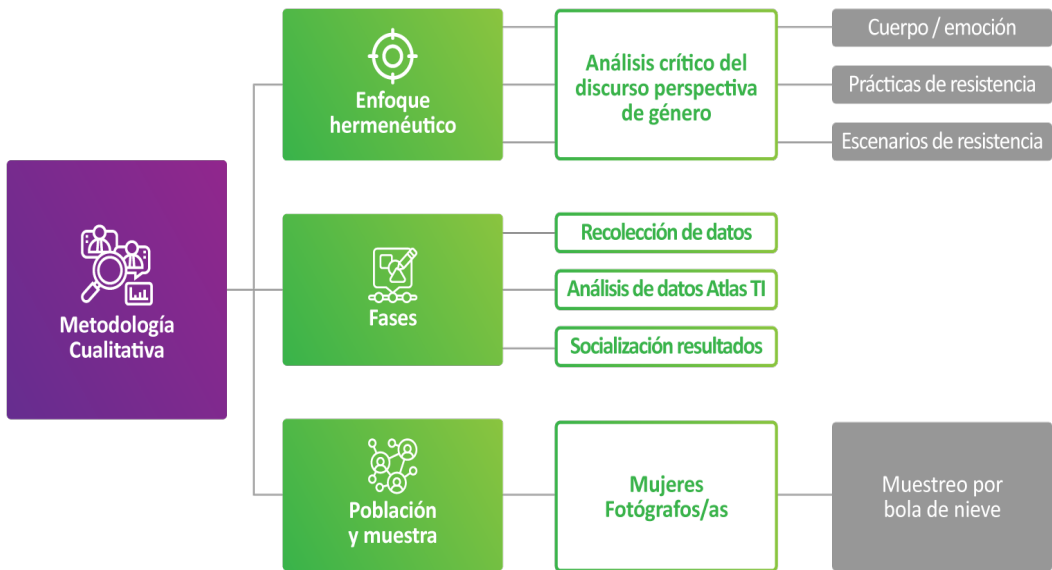 Metodología
Cualitativa
Enfoque
hermenéutico
Análisis crítico del
discurso perspectiva
de género
Cuerpo / emoción
Prácticas de resistencia
Escenarios de resistencia
Fases
Recolección de datos
Análisis de datos Atlas TI
Socialización resultados
Población
y muestra
Mujeres
Fotógrafos/as
Muestreo por
bola de nieve